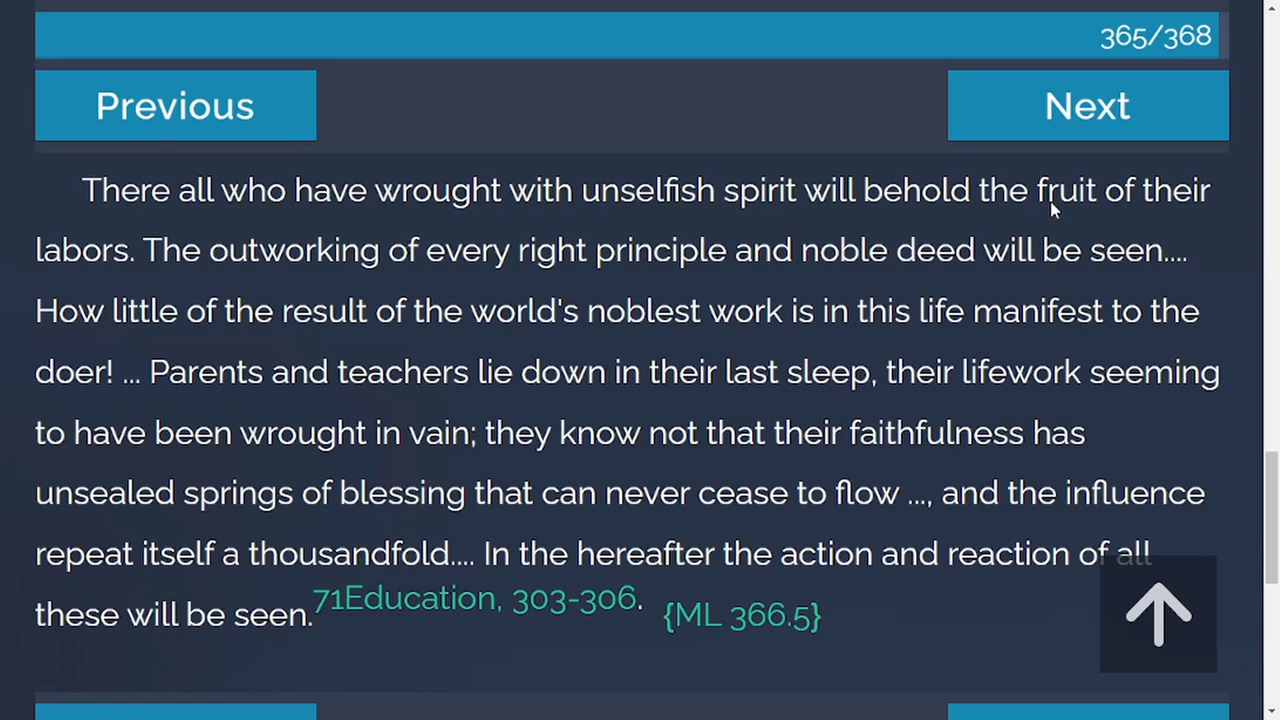 365/368
Previous
Next
There all who have wrought with unselfish spirit will behold the fruit of their
labors. The outworking of every right principle and noble deed will be seen....
How little of the result of the world's noblest work is in this life manifest to the
doer! ... Parents and teachers lie down in their last sleep, their lifework seeming
to have been wrought in vain; they know not that their faithfulness has
unsealed springs of blessing that can never cease to flow ..., and the influence
repeat itself a thousandfold.... In the hereafter the action and reaction of all
these will be seen.71Education, 303-306. {ML 366.5}